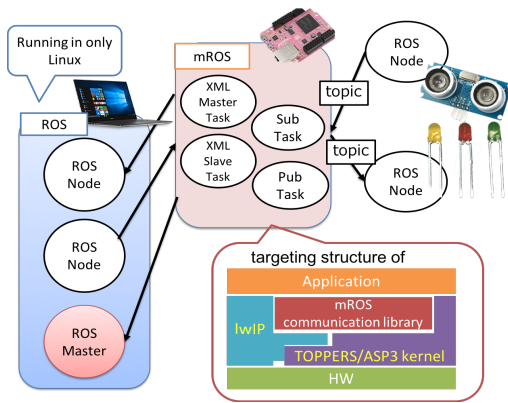 Running in only
Linux
ROS
ROS
Node
ROS
Node
ROS
Master
mROS
XML
Master
Task
XML
Slave
Task
Sub
Task
Pub
Task
topic
topic
ROS
Node
ROS
Node
targeting structure of
Application
mROS
communication library
lwIP
TOPPERS/ASP3 kernel
HW